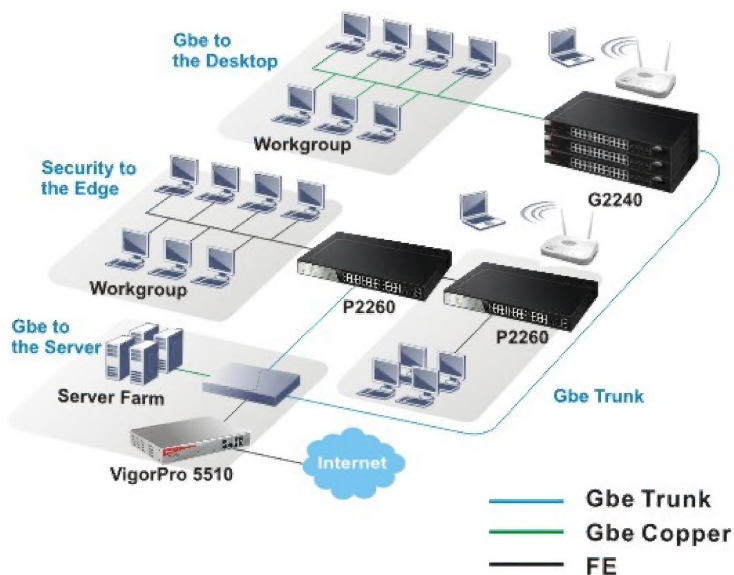 Gbe to
the Desktop
Workgroup
G2240
Security to
the Edge
Workgroup
P2260
P2260
Gbe to
the Server
Server Farm
Gbe Trunk
VigorPro 5510
Internet
Gbe Trunk
Gbe Copper
FE